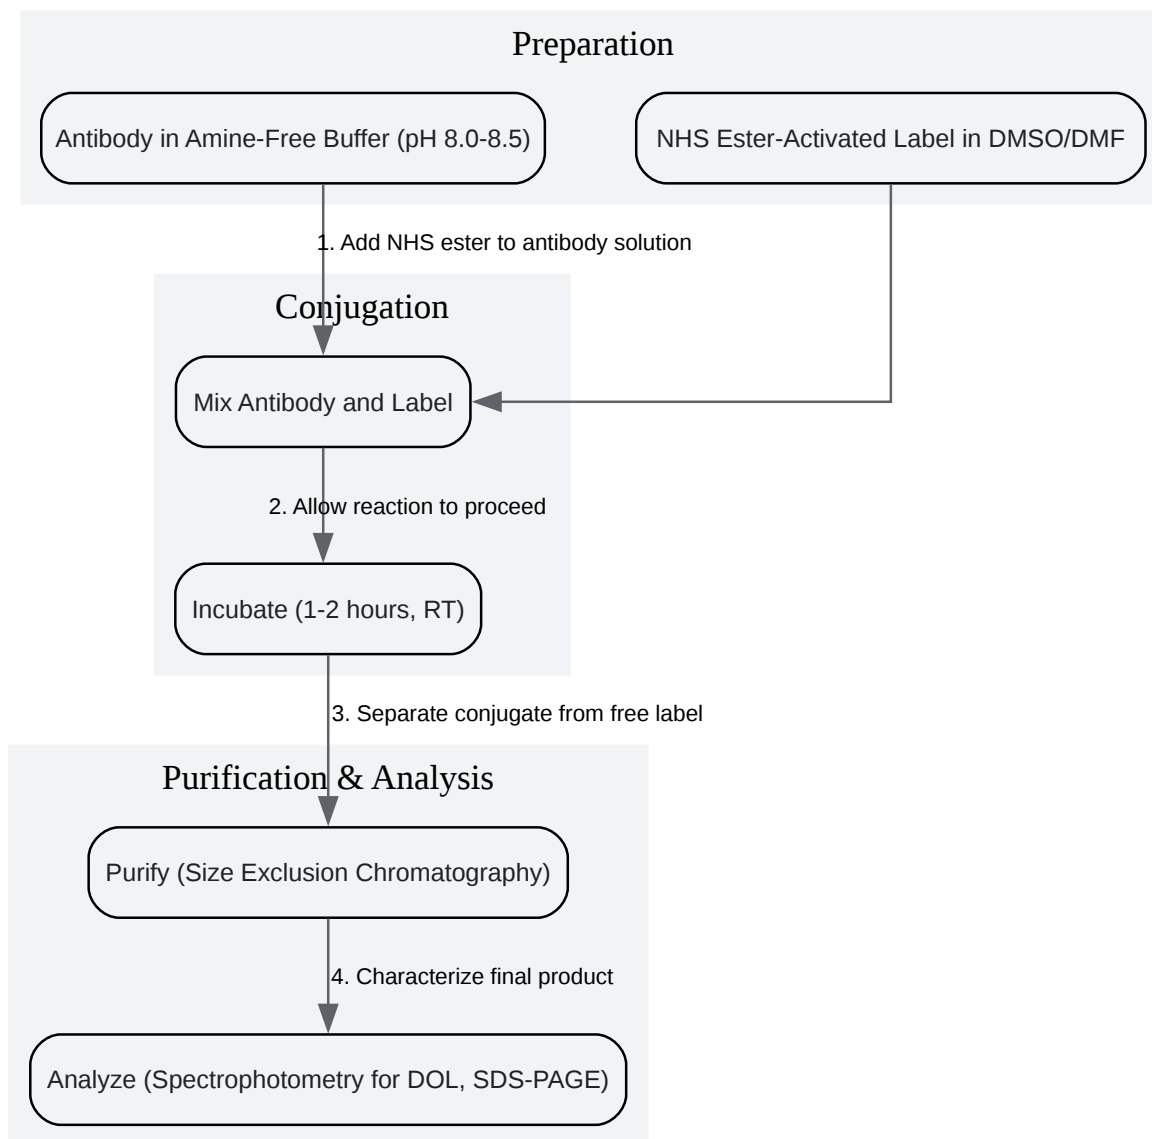 Preparation
Antibody in Amine-Free Buffer (pH 8.0-8.5)
NHS Ester-Activated Label in DMSO/DMF
1. Add NHS ester to antibody solution
Conjugation
Mix Antibody and Label
2. Allow reaction to proceed
Incubate (1-2 hours, RT)
3. Separate conjugate from free label
Purification & Analysis
Purify (Size Exclusion Chromatography)
4. Characterize final product
Analyze (Spectrophotometry for DOL, SDS-PAGE)